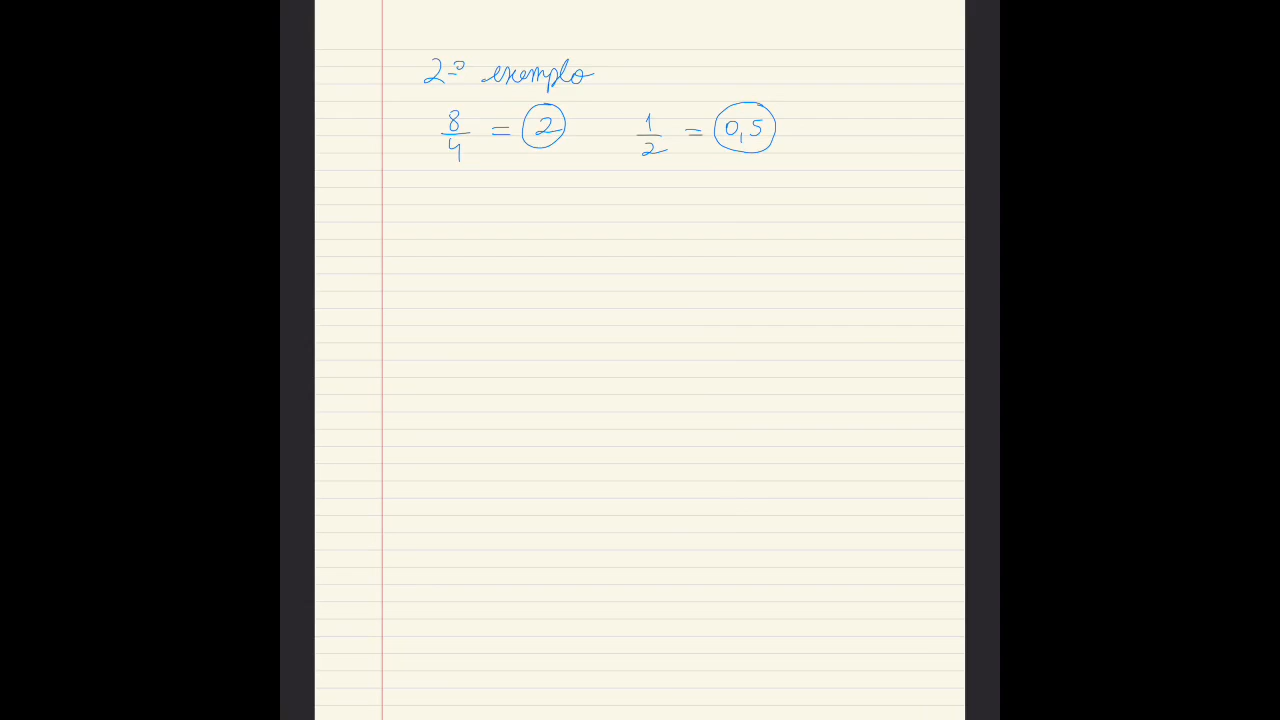 2º exemplo
8/4 = 2 1/2 = 0,5